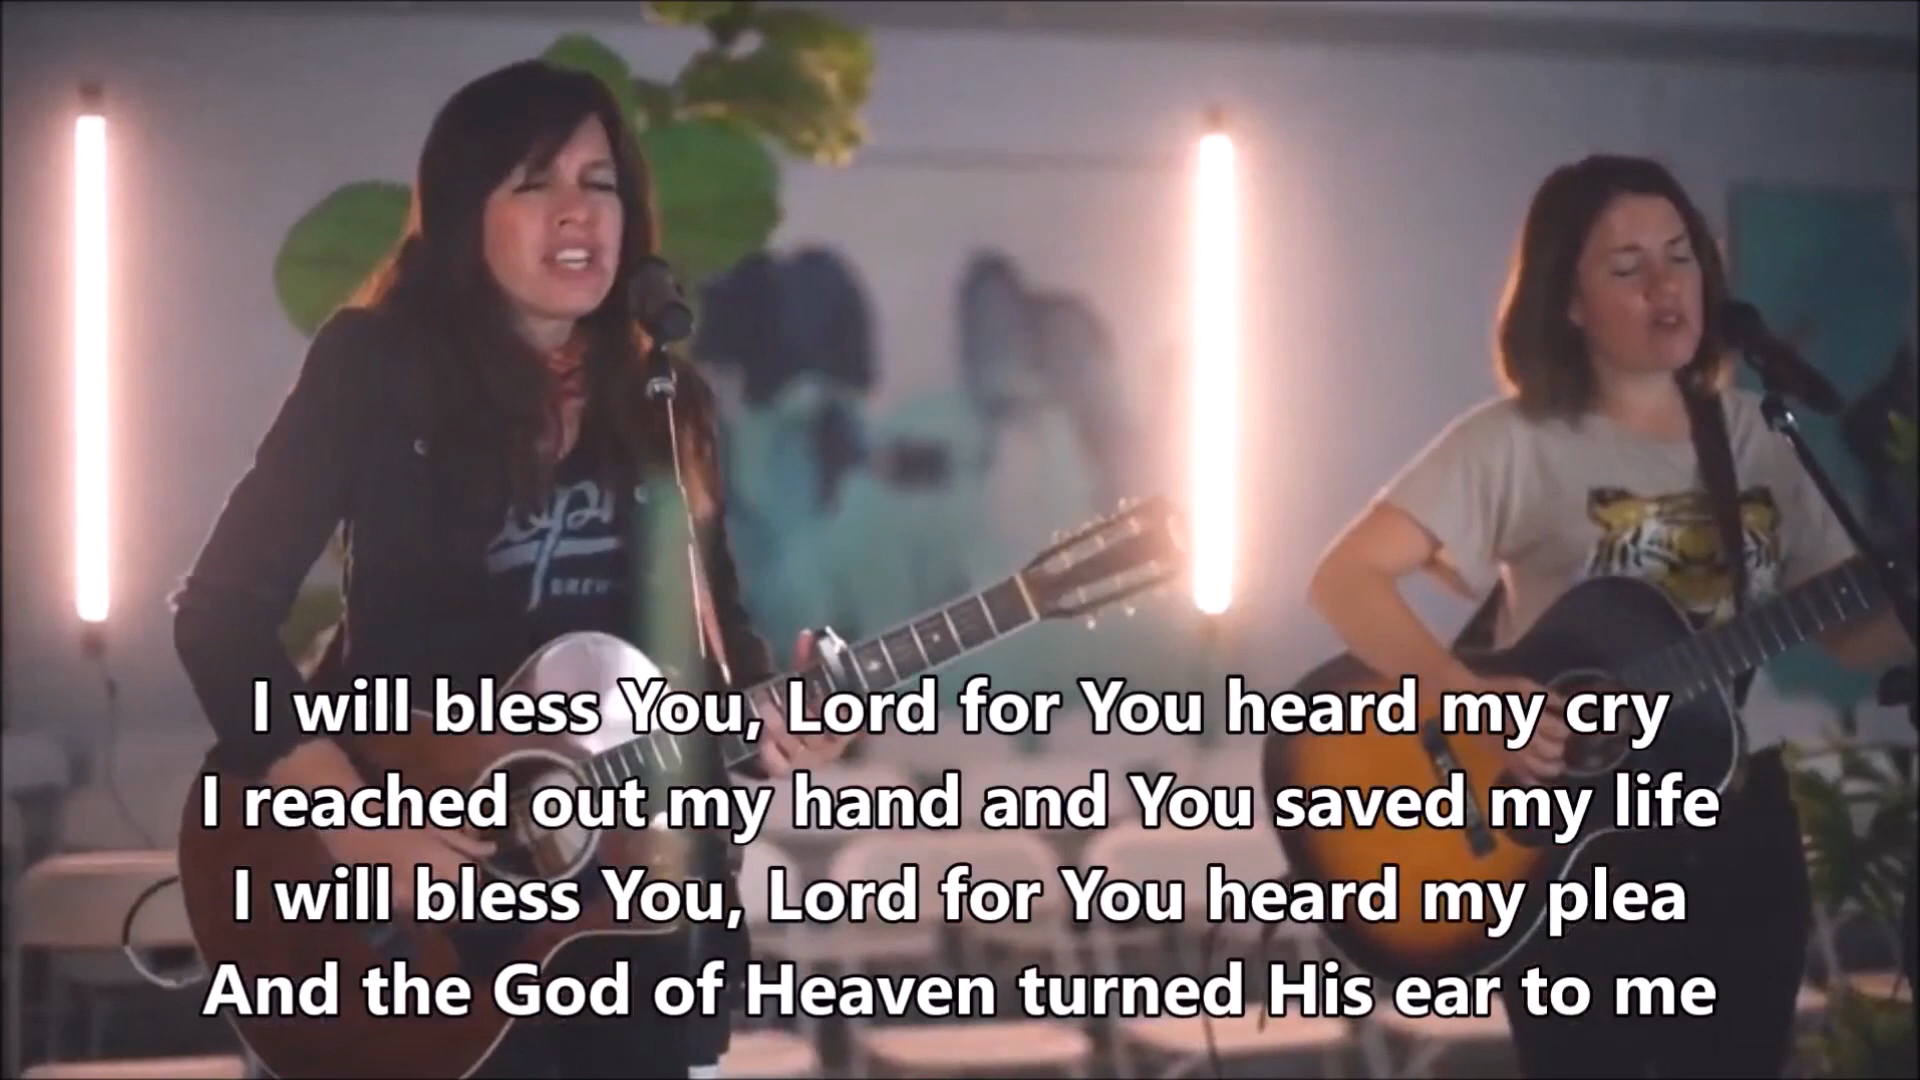 I will bless You, Lord for You heard my cry
I reached out my hand and You saved my life
I will bless You, Lord for You heard my plea
And the God of Heaven turned His ear to me